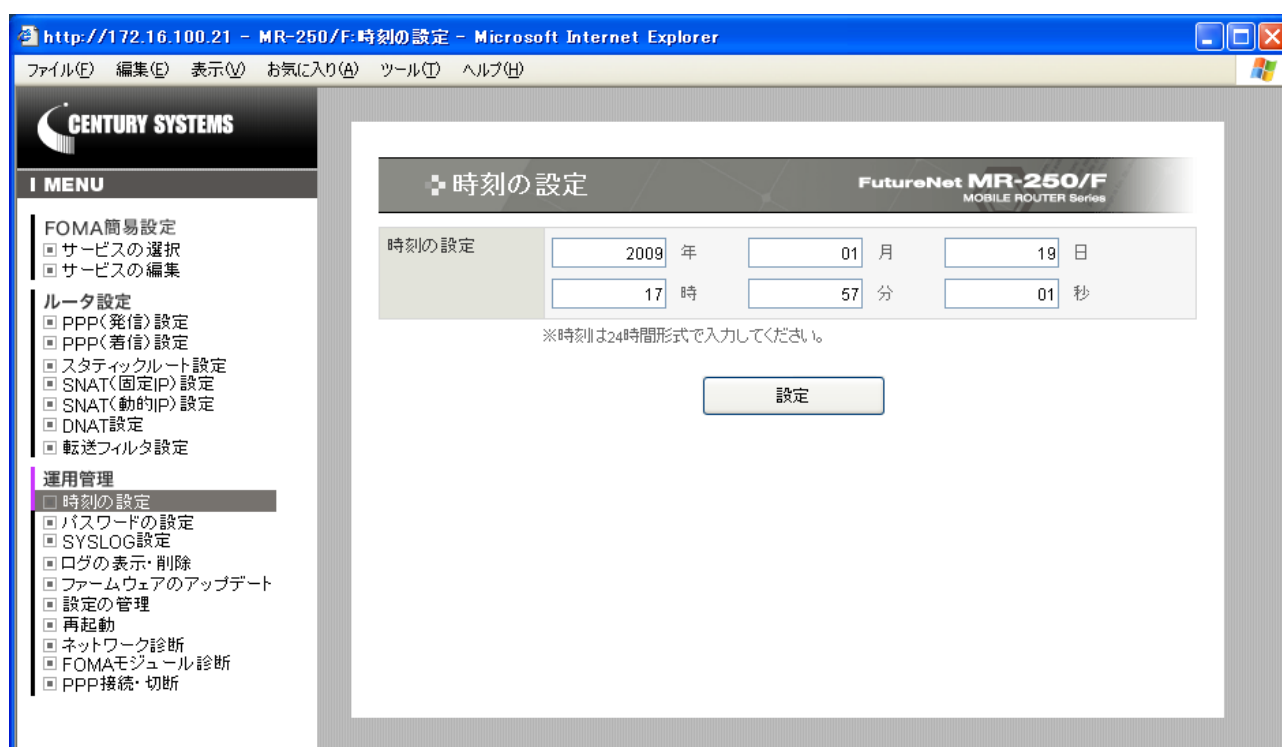 http://172.16.100.21 - MR-250/F:時刻の設定 - Microsoft Internet Explorer
ファイル(F) 編集(E) 表示(V) お気に入り(A) ツール(T) ヘルプ(H)
CENTURY SYSTEMS
MENU
FOMA簡易設定
サービスの選択
サービスの編集
ルータ設定
PPP(発信)設定
PPP(着信)設定
スタティックルート設定
SNAT(固定IP)設定
SNAT(動的IP)設定
DNAT設定
転送フィルタ設定
運用管理
時刻の設定
パスワードの設定
SYSLOG設定
ログの表示・削除
ファームウェアのアップデート
設定の管理
再起動
ネットワーク診断
FOMAモジュール診断
PPP接続・切断
時刻の設定
FutureNet MR-250/F
MOBILE ROUTER Series
時刻の設定 2009 年 01 月 19 日
17 時 57 分 01 秒
※時刻は24時間形式で入力してください。
設定